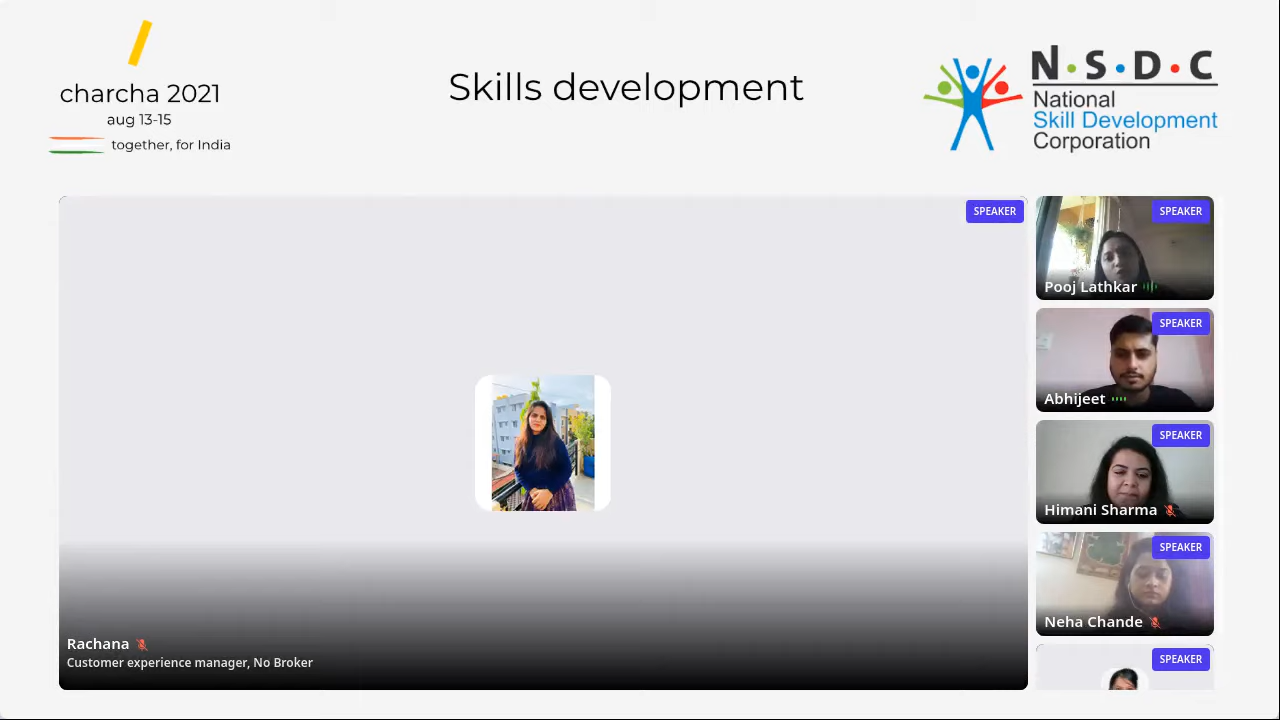 charcha 2021
aug 13-15
together, for India
Skills development
N·S·D·C
National
Skill Development
Corporation
SPEAKER
Rachana
Customer experience manager, No Broker
SPEAKER
Pooj Lathkar
SPEAKER
Abhijeet
SPEAKER
Himani Sharma
SPEAKER
Neha Chande
SPEAKER